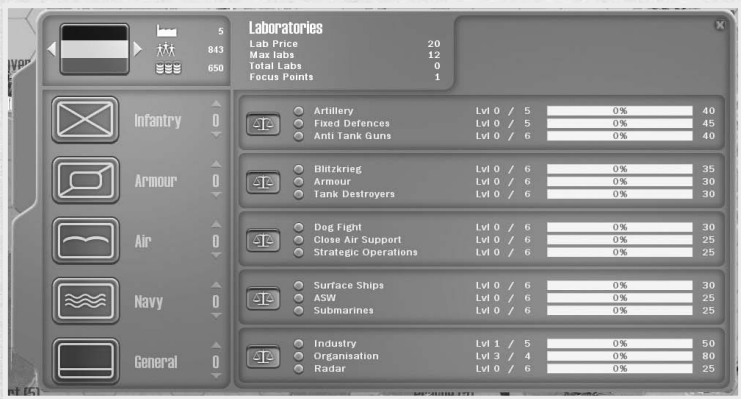 5
843
650
Laboratories
Lab Price 20
Max labs 12
Total Labs 0
Focus Points 1
Infantry 0
Artillery Lvl 0 / 5 0% 40
Fixed Defences Lvl 0 / 5 0% 45
Anti Tank Guns Lvl 0 / 6 0% 40
Armour 0
Blitzkrieg Lvl 0 / 6 0% 35
Armour Lvl 0 / 6 0% 30
Tank Destroyers Lvl 0 / 6 0% 30
Air 0
Dog Fight Lvl 0 / 6 0% 30
Close Air Support Lvl 0 / 6 0% 25
Strategic Operations Lvl 0 / 6 0% 25
Navy 0
Surface Ships Lvl 0 / 6 0% 30
ASW Lvl 0 / 6 0% 25
Submarines Lvl 0 / 6 0% 25
General 0
Industry Lvl 1 / 5 0% 50
Organisation Lvl 3 / 4 0% 80
Radar Lvl 0 / 6 0% 25